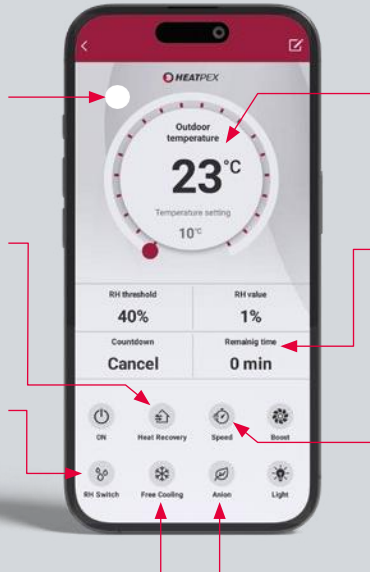 HEATPEX
Outdoor
temperature
23°C
Temperature setting
10°C
RH threshold
RH value
40%
1%
Countdown
Remainig time
Cancel
0 min
ON
Heat Recovery
Speed
Boost
RH Switch
Free Cooling
Anion
Light